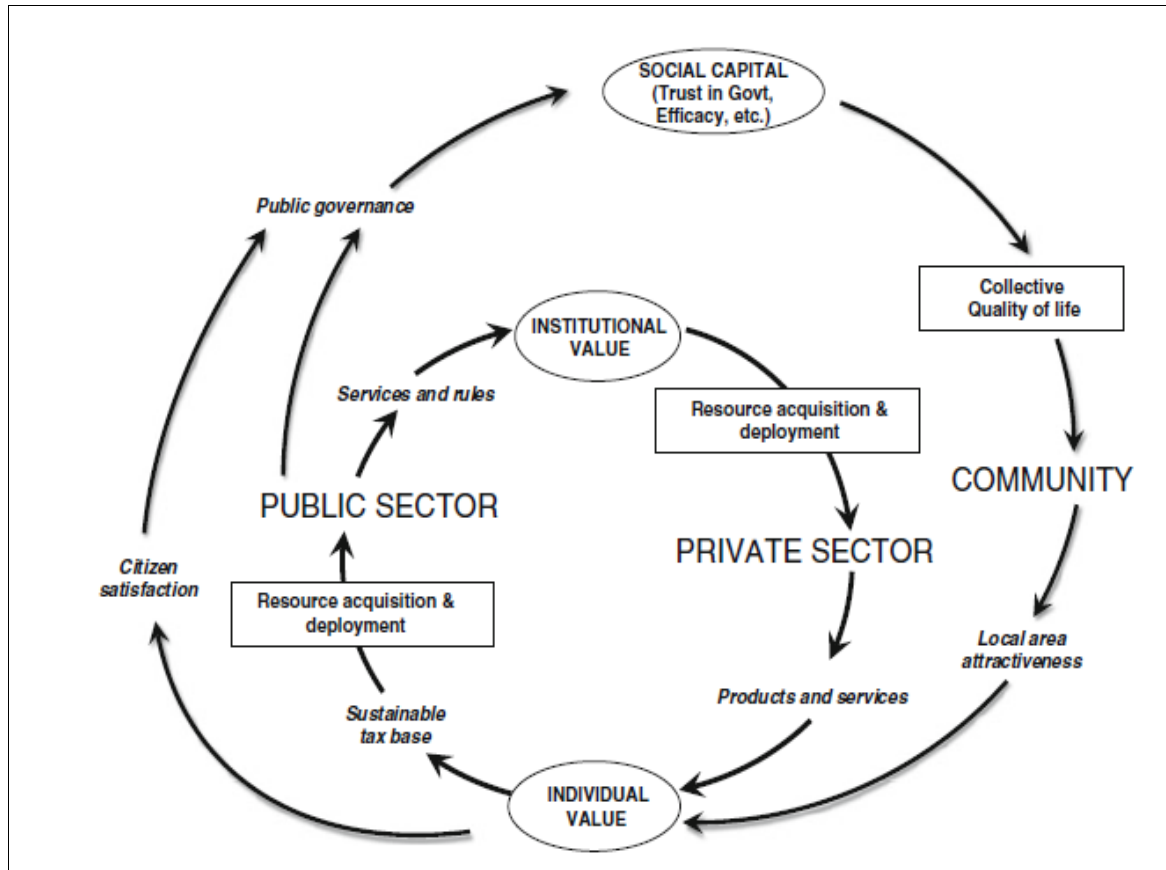 SOCIAL CAPITAL
(Trust in Govt,
Efficacy, etc.)
Public governance
Collective
Quality of life
INSTITUTIONAL
VALUE
Services and rules
Resource acquisition &
deployment
COMMUNITY
PUBLIC SECTOR
PRIVATE SECTOR
Citizen
satisfaction
Resource acquisition &
deployment
Local area
attractiveness
Products and services
Sustainable
tax base
INDIVIDUAL
VALUE